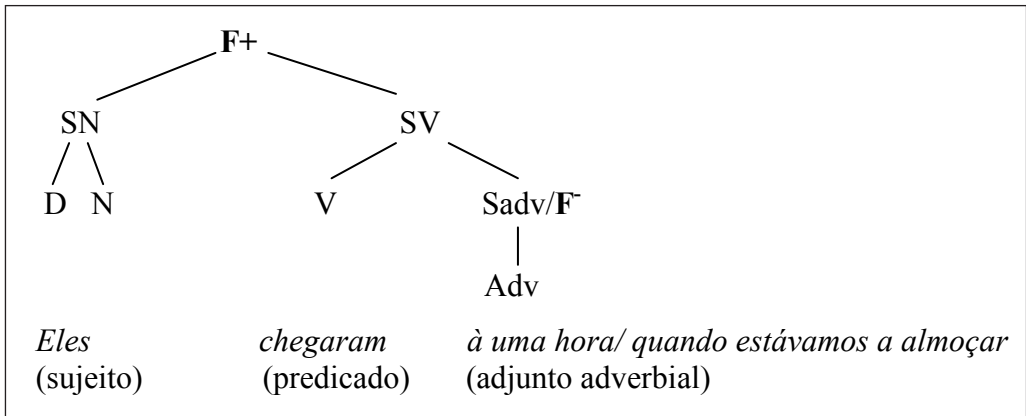 F+
SN SV
D N V Sadv/F⁻
Adv
Eles chegaram à uma hora/ quando estávamos a almoçar
(sujeito) (predicado) (adjunto adverbial)